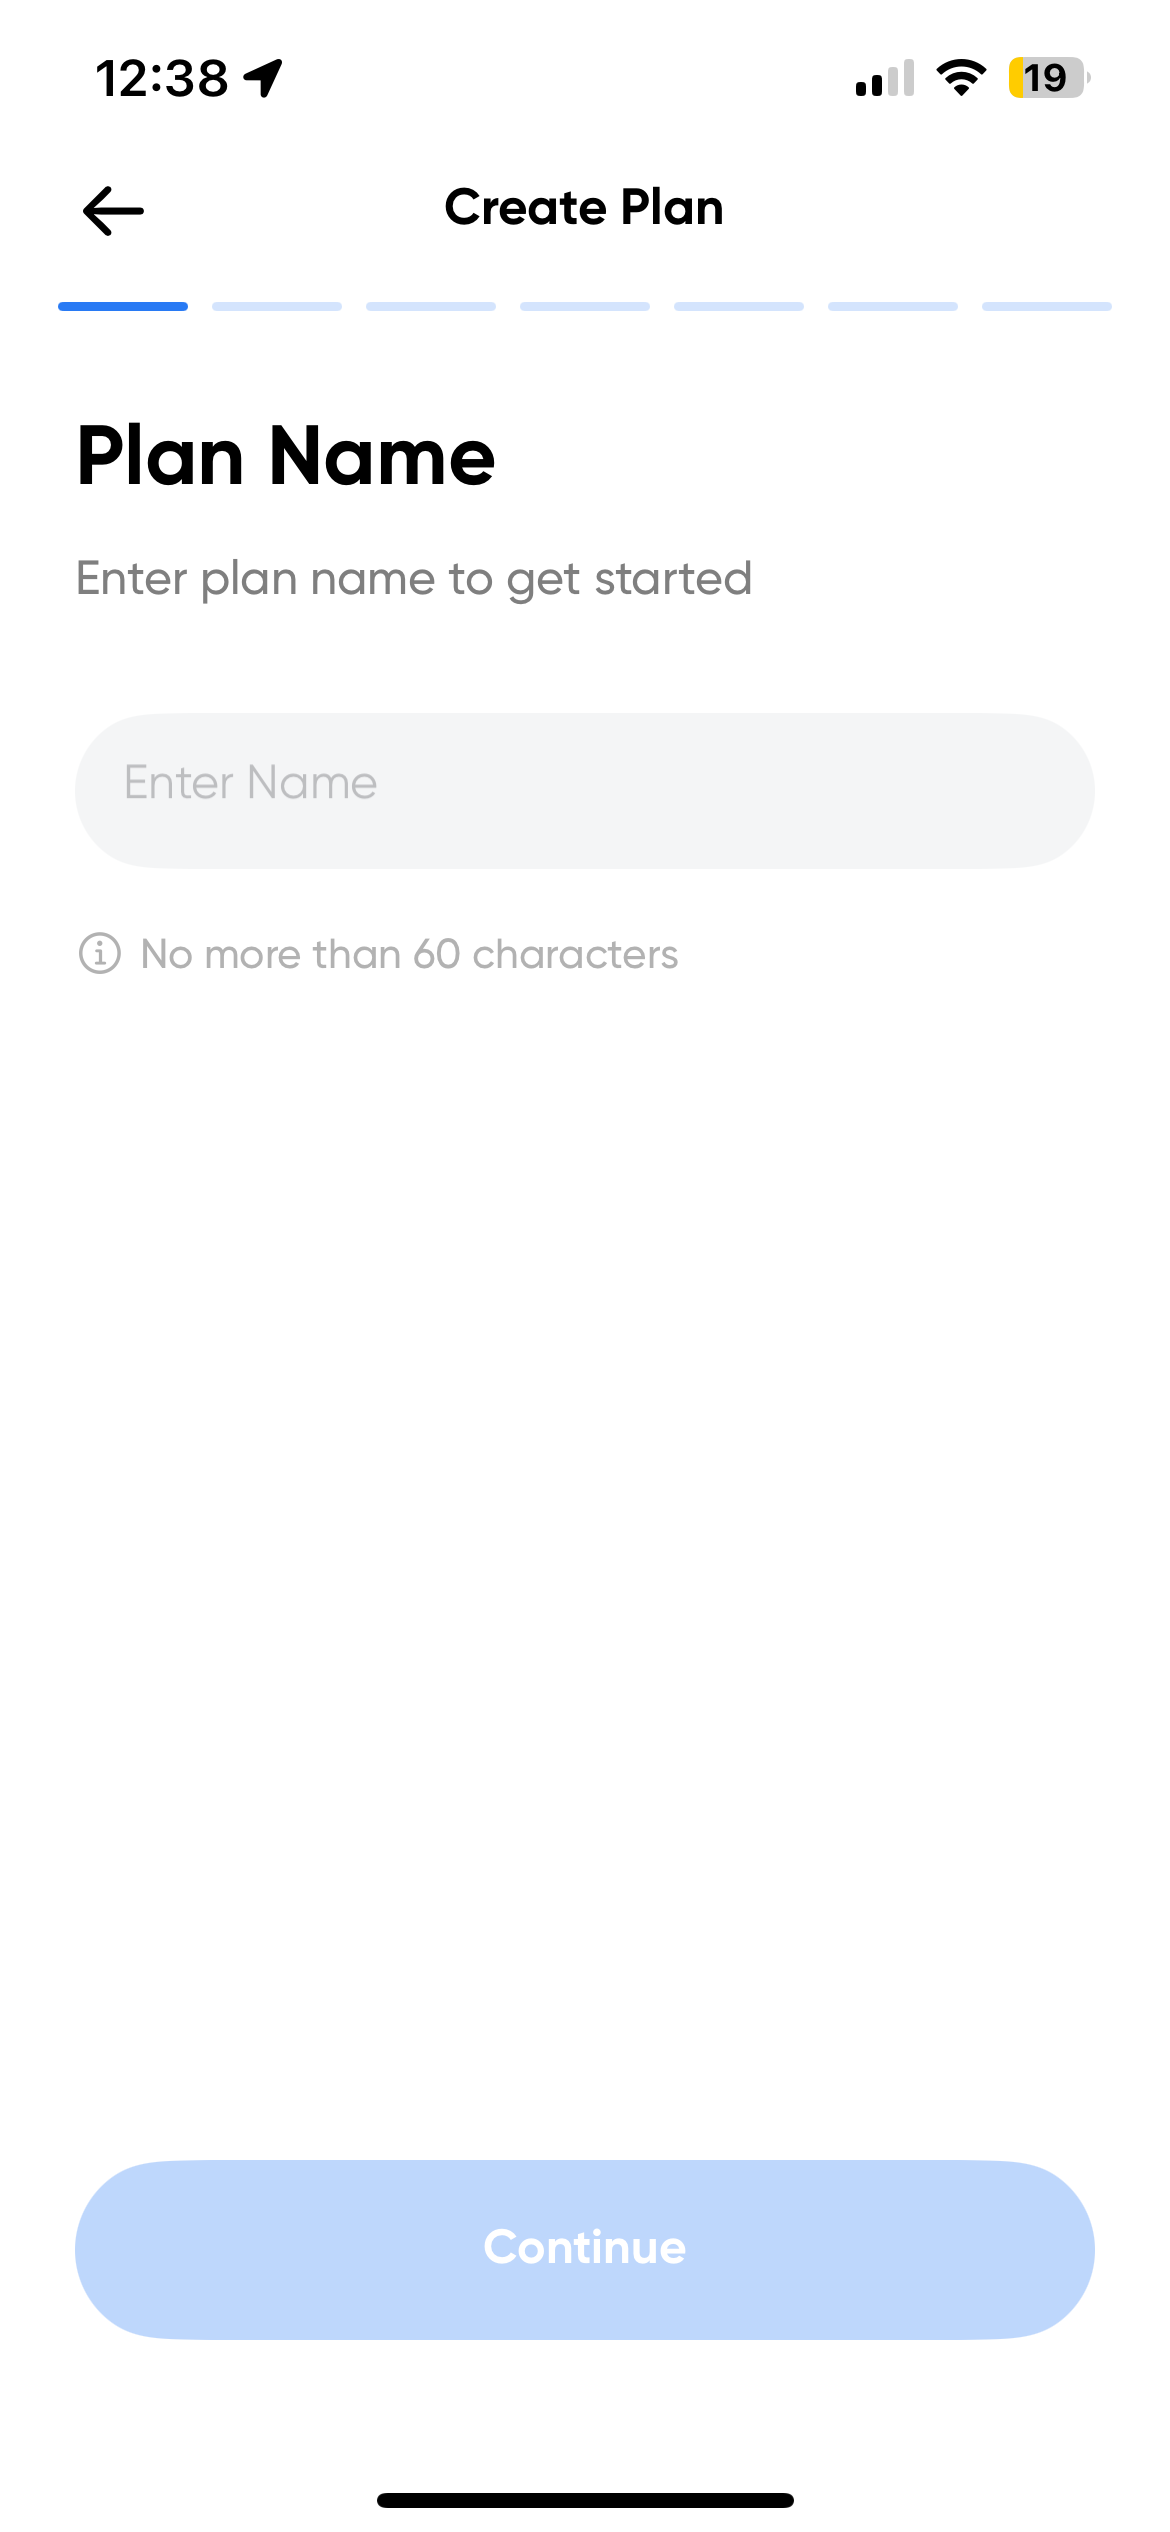 12:38
19
Create Plan
Plan Name
Enter plan name to get started
Enter Name
No more than 60 characters
Continue